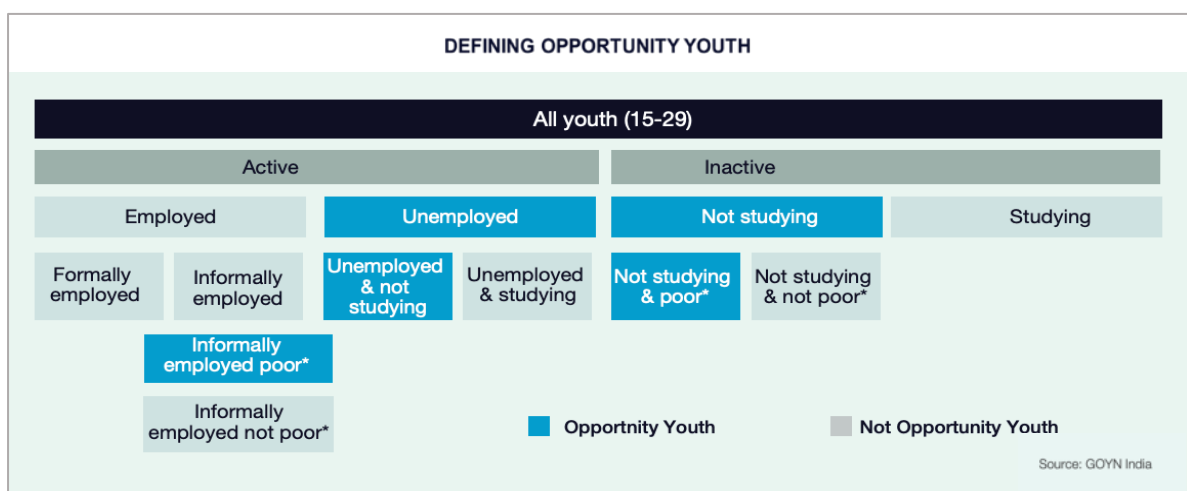 DEFINING OPPORTUNITY YOUTH
All youth (15-29)
Active
Inactive
Employed
Unemployed
Not studying
Studying
Formally
employed
Informally
employed
Unemployed
& not
studying
Unemployed
& studying
Not studying
& poor*
Not studying
& not poor*
Informally
employed poor*
Informally
employed not poor*
Opportnity Youth
Not Opportunity Youth
Source: GOYN India